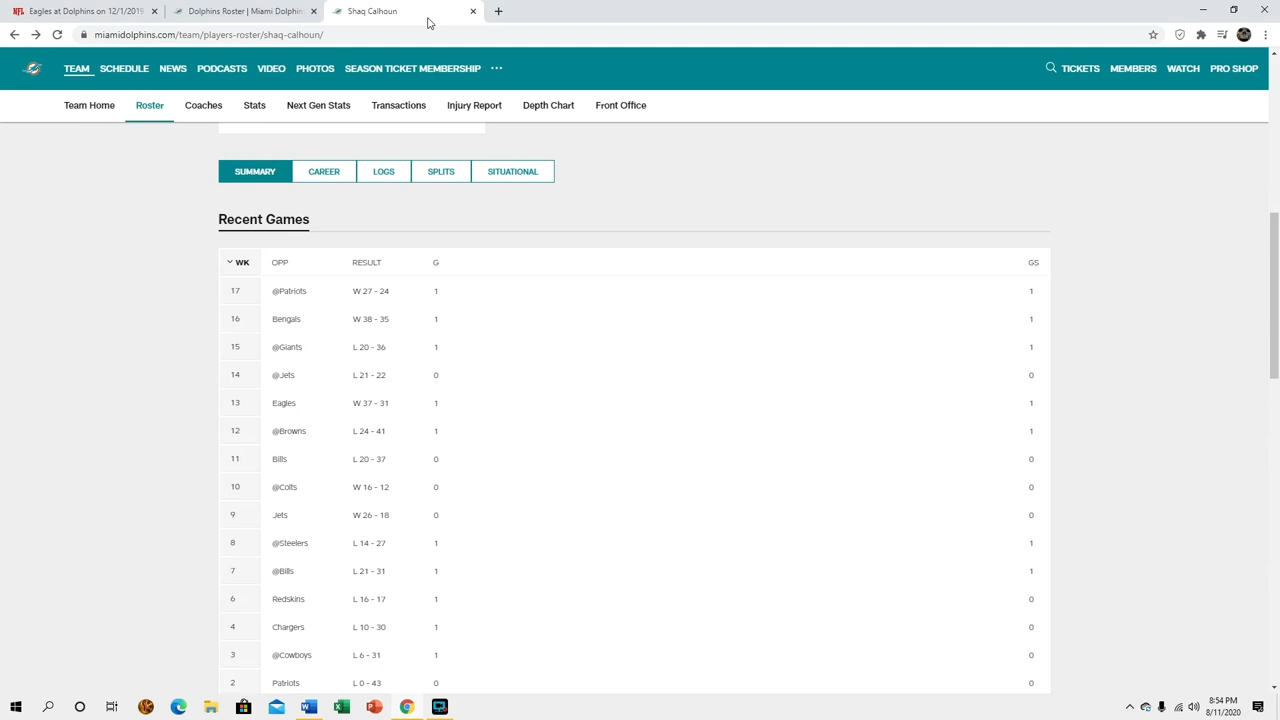 Eagles at Dolphins on 12/1/2019 Dolphins Roster | Miami Dolphin Shaq Calhoun
miamidolphins.com/team/players-roster/shaq-calhoun/
TEAM SCHEDULE NEWS PODCASTS VIDEO PHOTOS SEASON TICKET MEMBERSHIP ... TICKETS MEMBERS WATCH PRO SHOP
Team Home Roster Coaches Stats Next Gen Stats Transactions Injury Report Depth Chart Front Office
SUMMARY CAREER LOGS SPLITS SITUATIONAL
Recent Games
WK OPP RESULT G GS
17 @Patriots W 27 - 24 1 1
16 Bengals W 38 - 35 1 1
15 @Giants L 20 - 36 1 1
14 @Jets L 21 - 22 0 0
13 Eagles W 37 - 31 1 1
12 @Browns L 24 - 41 1 1
11 Bills L 20 - 37 0 0
10 @Colts W 16 - 12 0 0
9 Jets W 26 - 18 0 0
8 @Steelers L 14 - 27 1 1
7 @Bills L 21 - 31 1 1
6 Redskins L 16 - 17 1 0
4 Chargers L 10 - 30 1 0
3 @Cowboys L 6 - 31 1 0
2 Patriots L 0 - 43 0 0
8:54 PM
8/11/2020